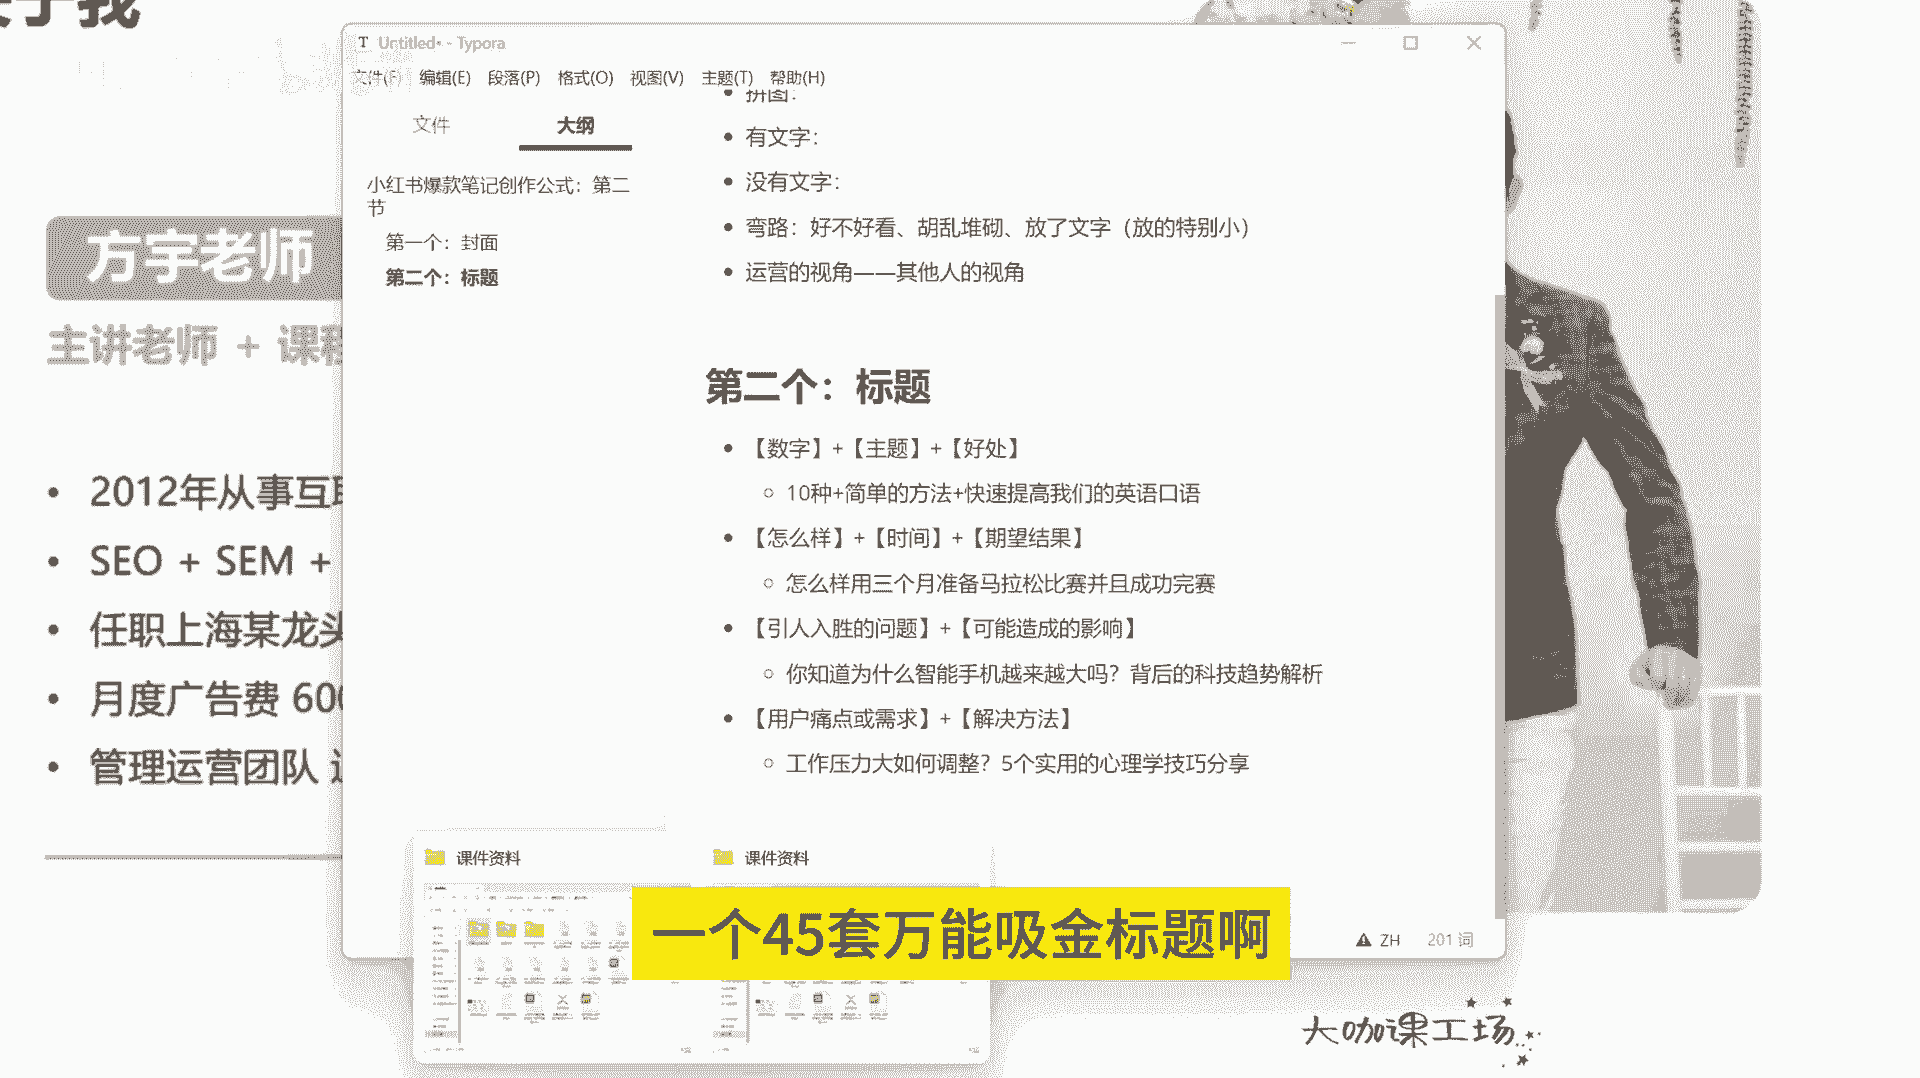 Untitled• - Typora
文件(F) 编辑(E) 段落(P) 格式(O) 视图(V) 主题(T) 帮助(H)
文件 大纲
小红书爆款笔记创作公式：第二
节
第一个：封面
第二个：标题
拼图：
有文字：
没有文字：
弯路：好不好看、胡乱堆砌、放了文字（放的特别小）
运营的视角——其他人的视角
第二个：标题
【数字】+【主题】+【好处】
10种+简单的方法+快速提高我们的英语口语
【怎么样】+【时间】+【期望结果】
怎么样用三个月准备马拉松比赛并且成功完赛
【引人入胜的问题】+【可能造成的影响】
你知道为什么智能手机越来越大吗？背后的科技趋势解析
【用户痛点或需求】+【解决方法】
工作压力大如何调整？5个实用的心理学技巧分享
ZH 201 词
方宇老师
主讲老师 + 课程
2012年从事互联
SEO + SEM +
任职上海某龙头
月度广告费 600
管理运营团队
课件资料 课件资料
一个45套万能吸金标题啊
大咖课工场